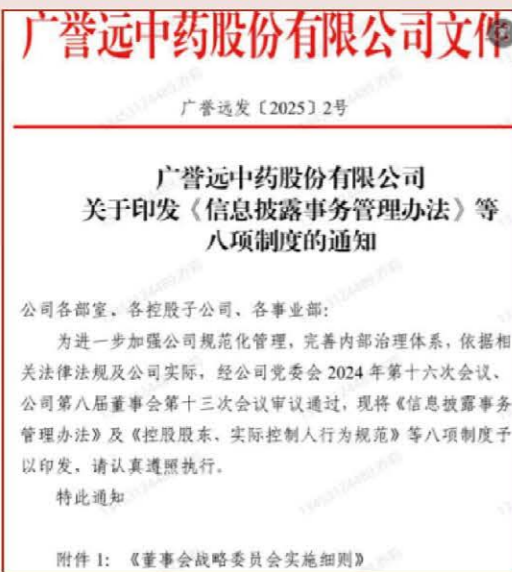 广誉远中药股份有限公司文件
广誉远发〔2025〕2号
广誉远中药股份有限公司
关于印发《信息披露事务管理办法》等
八项制度的通知
公司各部室、各控股子公司、各事业部：
为进一步加强公司规范化管理，完善内部治理体系，依据相
关法律法规及公司实际，经公司党委会 2024 年第十六次会议、
公司第八届董事会第十三次会议审议通过，现将《信息披露事务
管理办法》及《控股股东、实际控制人行为规范》等八项制度予
以印发，请认真遵照执行。
特此通知
附件 1：《董事会战略委员会实施细则》